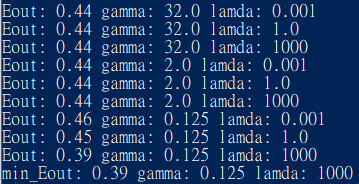 Eout: 0.44 gamma: 32.0 lamda: 0.001
Eout: 0.44 gamma: 32.0 lamda: 1.0
Eout: 0.44 gamma: 32.0 lamda: 1000
Eout: 0.44 gamma: 2.0 lamda: 0.001
Eout: 0.44 gamma: 2.0 lamda: 1.0
Eout: 0.44 gamma: 2.0 lamda: 1000
Eout: 0.46 gamma: 0.125 lamda: 0.001
Eout: 0.45 gamma: 0.125 lamda: 1.0
Eout: 0.39 gamma: 0.125 lamda: 1000
min_Eout: 0.39 gamma: 0.125 lamda: 1000